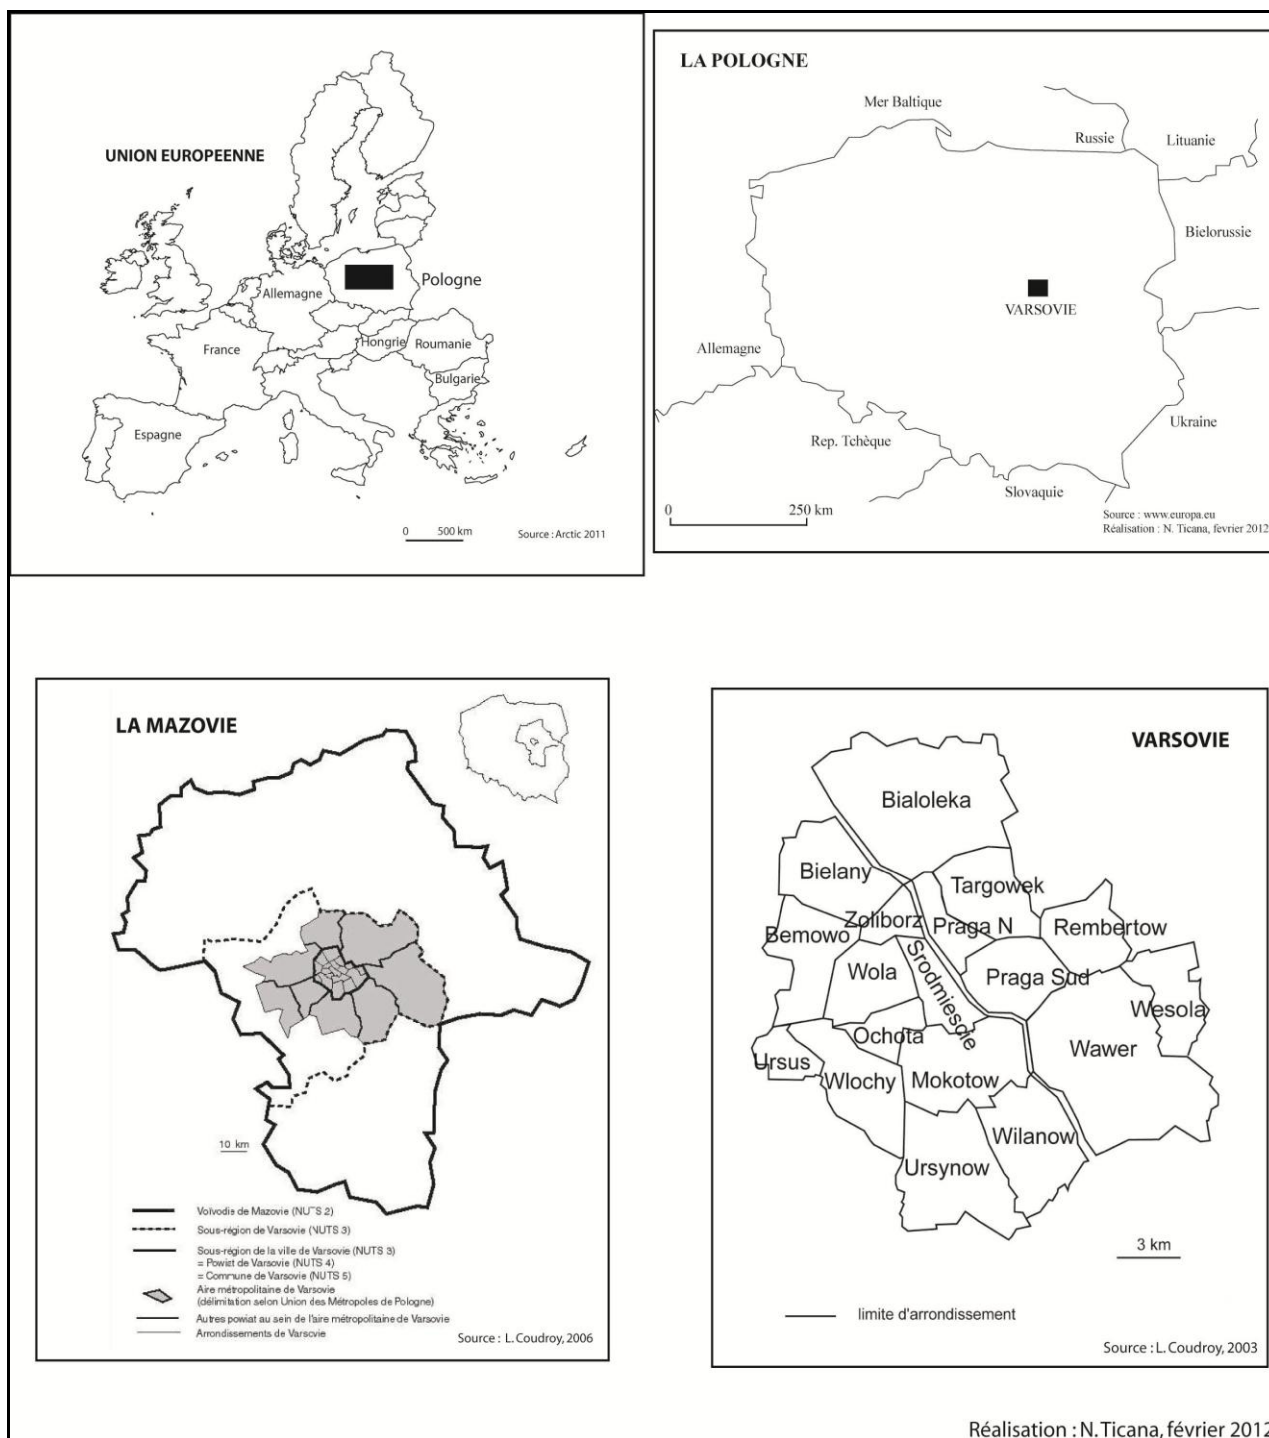 UNION EUROPEENNE
Pologne
Allemagne
France
Hongrie
Roumanie
Bulgarie
Espagne
0 500 km
Source : Arctic 2011
LA POLOGNE
Mer Baltique
Russie
Lituanie
Bielorussie
VARSOVIE
Allemagne
Ukraine
Rep. Tchèque
Slovaquie
0 250 km
Source : www.europa.eu
Réalisation : N. Ticana, fevrier 2012
LA MAZOVIE
10 km
Voïvodis de Mazovie (NUTS 2)
Sous-région de Varsovie (NUTS 3)
Sous-région de la ville de Varsovie (NUTS 3)
= Powiat de Varsovie (NUTS 4)
= Commune de Varsovie (NUTS 5)
Aire métropolitaine de Varsovie
(délimitation selon Union des Métropoles de Pologne)
Autres powiat au sein de l'aire métropolitaine de Varsovie
Arrondissements de Varsovie
Source : L. Coudroy, 2006
VARSOVIE
Bialoleka
Bielany
Targowek
Zoliborz
Praga N
Rembertow
Bemowo
Wola
Srodmiescie
Praga Sud
Wesola
Ochota
Wawer
Ursus
Wlochy
Mokotow
Wilanow
Ursynow
3 km
limite d'arrondissement
Source : L. Coudroy, 2003
Réalisation : N. Ticana, février 2012